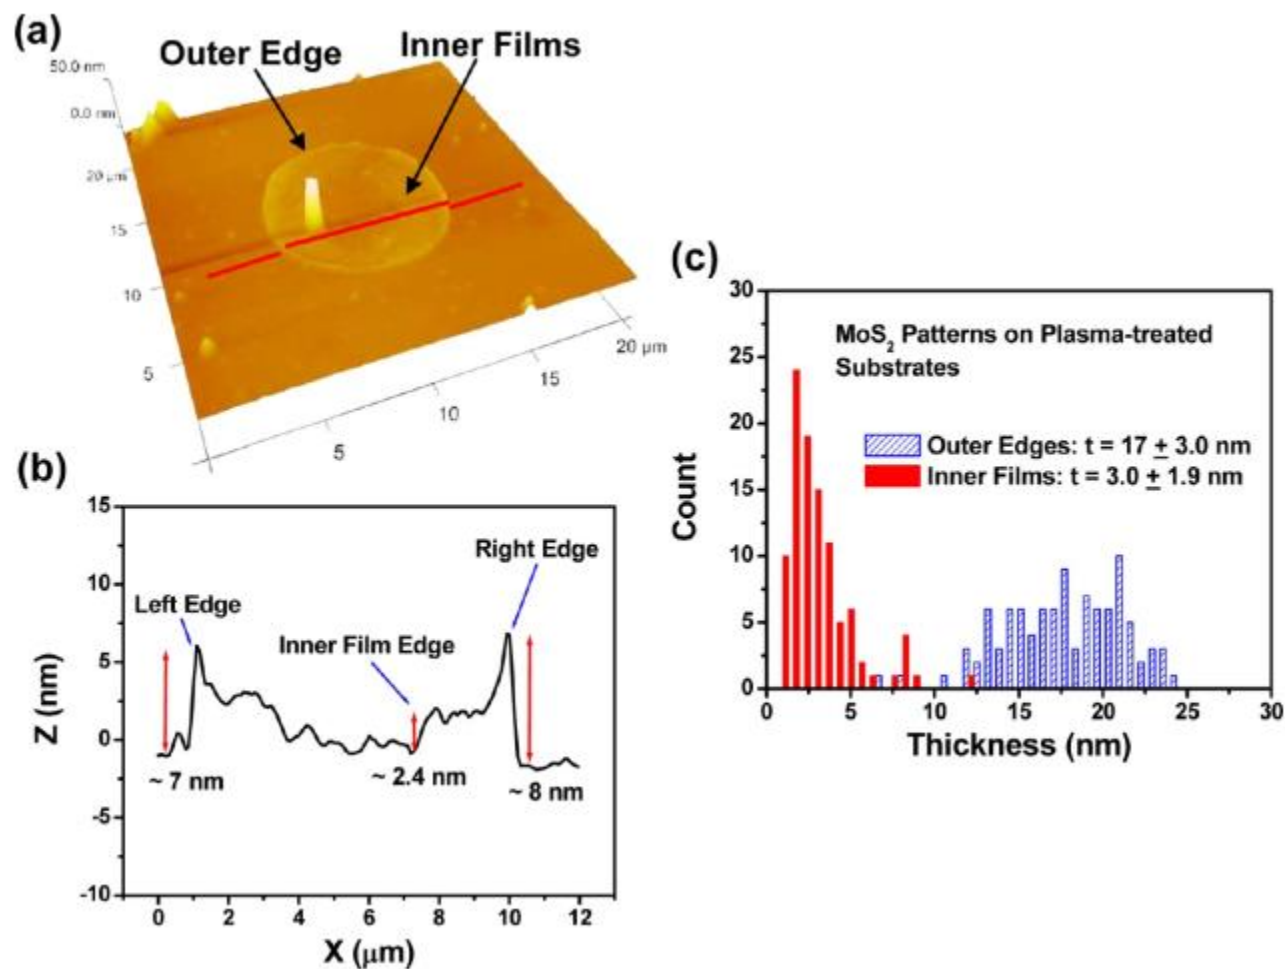 (a)
Outer Edge
Inner Films
50.0 nm
0.0 nm
20 µm
15
10
5
5
10
15
20 µm
(b)
15
10
5
0
-5
-10
Z (nm)
Left Edge
Inner Film Edge
Right Edge
~ 7 nm
~ 2.4 nm
~ 8 nm
0 2 4 6 8 10 12
X (µm)
(c)
30
25
20
15
10
5
0
Count
MoS₂ Patterns on Plasma-treated
Substrates
Outer Edges: t = 17 ± 3.0 nm
Inner Films: t = 3.0 ± 1.9 nm
0 5 10 15 20 25 30
Thickness (nm)